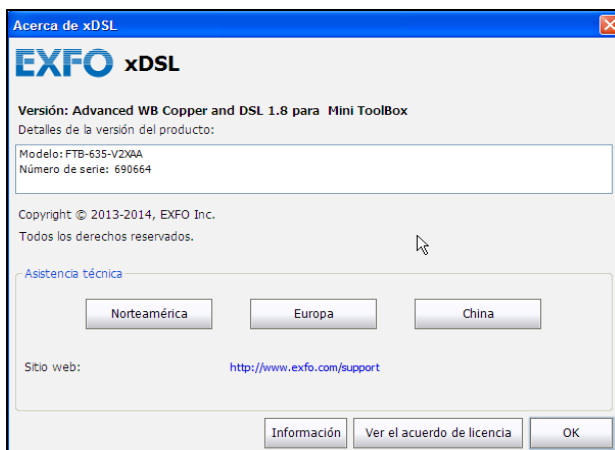 Acerca de xDSL
EXFO xDSL
Versión: Advanced WB Copper and DSL 1.8 para Mini ToolBox
Detalles de la versión del producto:
Modelo: FTB-635-V2XAA
Número de serie: 690664
Copyright © 2013-2014, EXFO Inc.
Todos los derechos reservados.
Asistencia técnica
Norteamérica Europa China
Sitio web: http://www.exfo.com/support
Información Ver el acuerdo de licencia OK